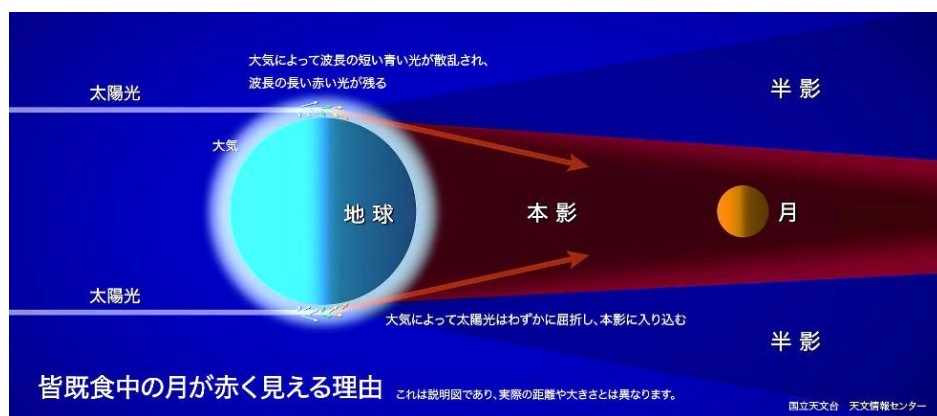 大気によって波長の短い青い光が散乱され、
波長の長い赤い光が残る
太陽光
半 影
大気
地 球
本 影
月
太陽光
大気によって太陽光はわずかに屈折し、本影に入り込む
半 影
皆既食中の月が赤く見える理由 これは説明図であり、実際の距離や大きさとは異なります。
国立天文台 天文情報センター